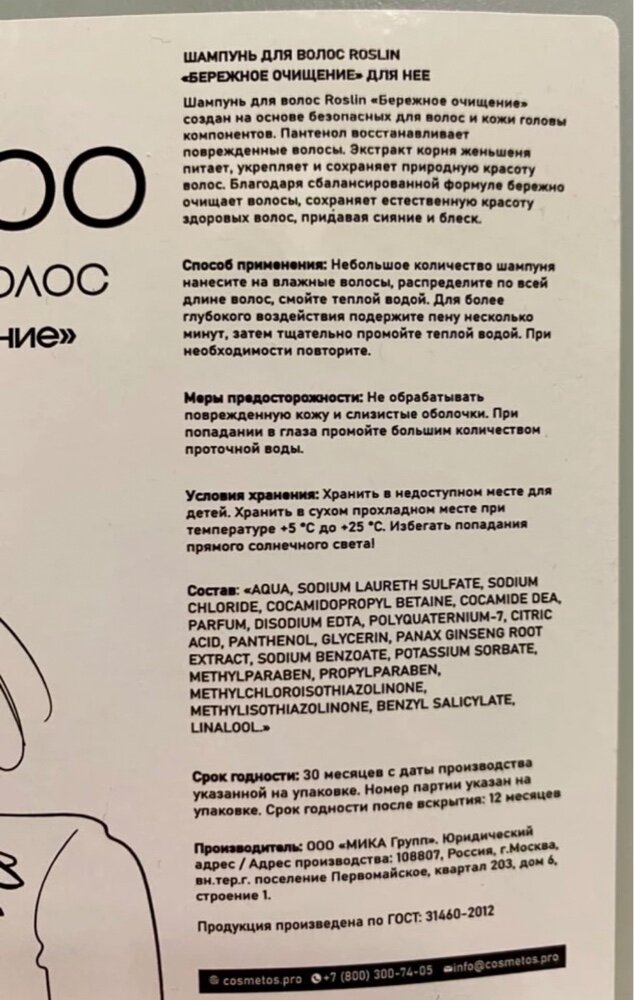 ШАМПУНЬ ДЛЯ ВОЛОС ROSLIN
«БЕРЕЖНОЕ ОЧИЩЕНИЕ» ДЛЯ НЕЕ
Шампунь для волос Roslin «Бережное очищение»
создан на основе безопасных для волос и кожи головы
компонентов. Пантенол восстанавливает
поврежденные волосы. Экстракт корня женьшеня
питает, укрепляет и сохраняет природную красоту
волос. Благодаря сбалансированной формуле бережно
очищает волосы, сохраняет естественную красоту
здоровых волос, придавая сияние и блеск.
ОО
ОЛОС
ние»
Способ применения: Небольшое количество шампуня
нанесите на влажные волосы, распределите по всей
длине волос, смойте теплой водой. Для более
глубокого воздействия подержите пену несколько
минут, затем тщательно промойте теплой водой. При
необходимости повторите.
Меры предосторожности: Не обрабатывать
поврежденную кожу и слизистые оболочки. При
попадании в глаза промойте большим количеством
проточной воды.
Условия хранения: Хранить в недоступном месте для
детей. Хранить в сухом прохладном месте при
температуре +5 °C до +25 °C. Избегать попадания
прямого солнечного света!
Состав: «AQUA, SODIUM LAURETH SULFATE, SODIUM
CHLORIDE, COCAMIDOPROPYL BETAINE, COCAMIDE DEA,
PARFUM, DISODIUM EDTA, POLYQUATERNIUM-7, CITRIC
ACID, PANTHENOL, GLYCERIN, PANAX GINSENG ROOT
EXTRACT, SODIUM BENZOATE, POTASSIUM SORBATE,
METHYLPARABEN, PROPYLPARABEN,
METHYLCHLOROISOTHIAZOLINONE,
METHYLISOTHIAZOLINONE, BENZYL SALICYLATE,
LINALOOL.»
Срок годности: 30 месяцев с даты производства
указанной на упаковке. Номер партии указан на
упаковке. Срок годности после вскрытия: 12 месяцев
Производитель: ООО «МИКА Групп». Юридический
адрес / Адрес производства: 108807, Россия, г.Москва,
вн.тер.г. поселение Первомайское, квартал 203, дом 6,
строение 1.
Продукция произведена по ГОСТ: 31460-2012
cosmetos.pro +7 (800) 300-74-05 info@cosmetos.pro